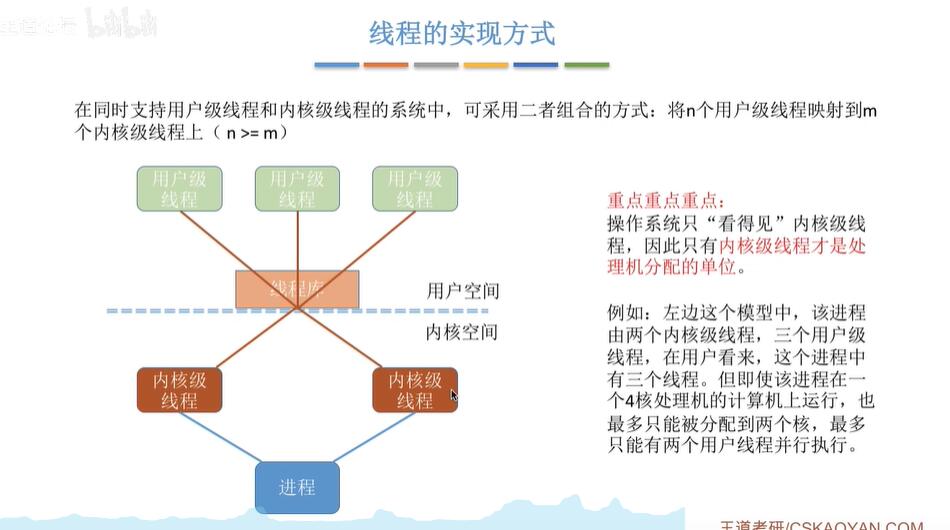 王道论坛 bilibili
线程的实现方式
在同时支持用户级线程和内核级线程的系统中，可采用二者组合的方式：将n个用户级线程映射到m
个内核级线程上（ n >= m）
用户级
线程
用户级
线程
用户级
线程
线程库
用户空间
内核空间
内核级
线程
内核级
线程
进程
重点重点重点：
操作系统只“看得见”内核级线
程，因此只有内核级线程才是处
理机分配的单位。
例如：左边这个模型中，该进程
由两个内核级线程，三个用户级
线程，在用户看来，这个进程中
有三个线程。但即使该进程在一
个4核处理机的计算机上运行，也
最多只能被分配到两个核，最多
只能有两个用户线程并行执行。
王道考研/CSKAOYAN.COM